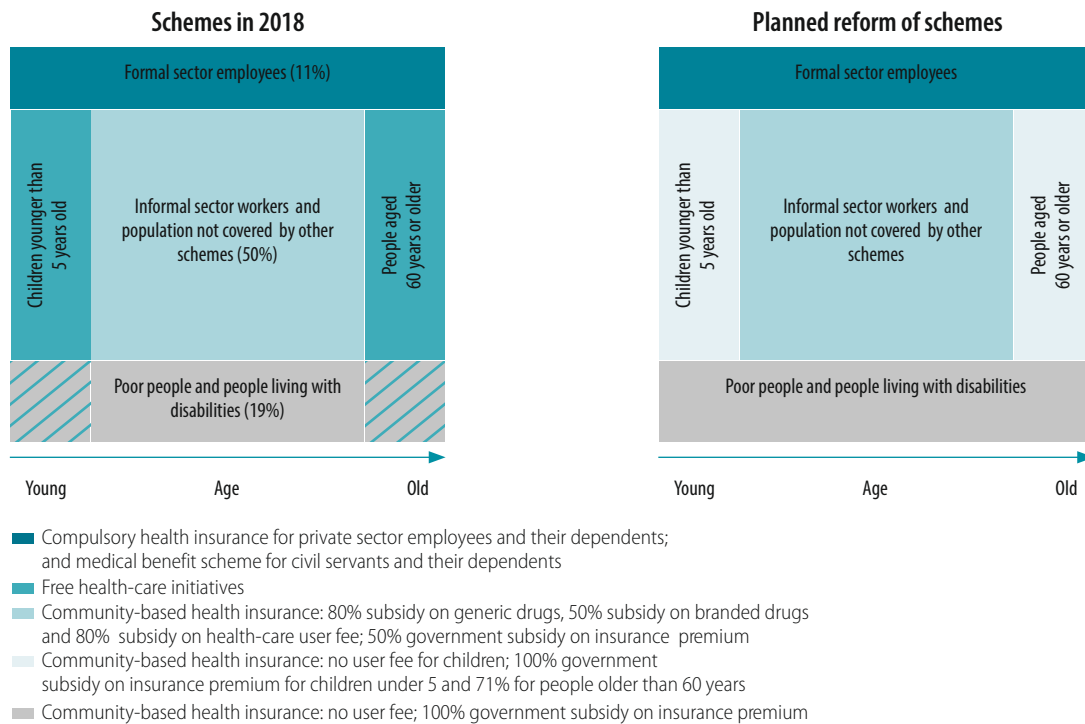 Schemes in 2018
Formal sector employees (11%)
Children younger than
5 years old
Informal sector workers and
population not covered by other
schemes (50%)
People aged
60 years or older
Poor people and people living with
disabilities (19%)
Young
Age
Old
Planned reform of schemes
Formal sector employees
Children younger than
5 years old
Informal sector workers and
population not covered by other
schemes
People aged
60 years or older
Poor people and people living with disabilities
Young
Age
Old
Compulsory health insurance for private sector employees and their dependents;
and medical benefit scheme for civil servants and their dependents
Free health-care initiatives
Community-based health insurance: 80% subsidy on generic drugs, 50% subsidy on branded drugs
and 80% subsidy on health-care user fee; 50% government subsidy on insurance premium
Community-based health insurance: no user fee for children; 100% government
subsidy on insurance premium for children under 5 and 71% for people older than 60 years
Community-based health insurance: no user fee; 100% government subsidy on insurance premium